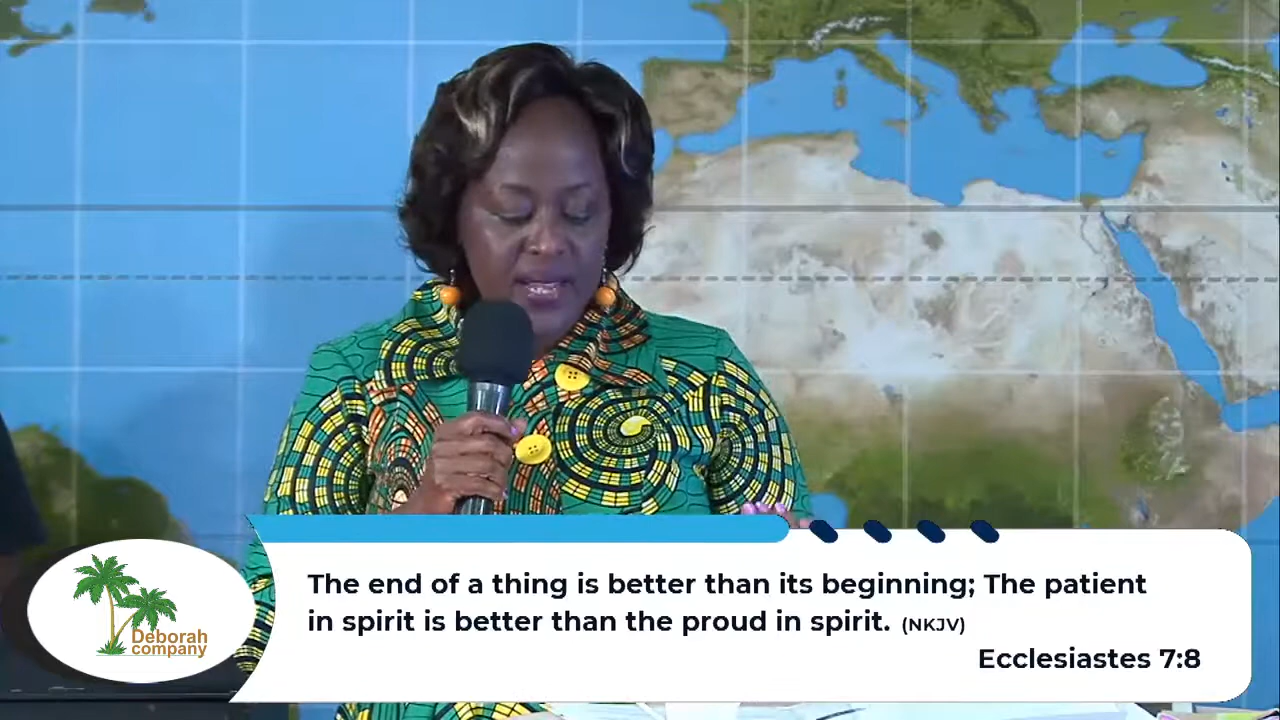 The end of a thing is better than its beginning; The patient
in spirit is better than the proud in spirit. (NKJV)
Ecclesiastes 7:8
Deborah
company